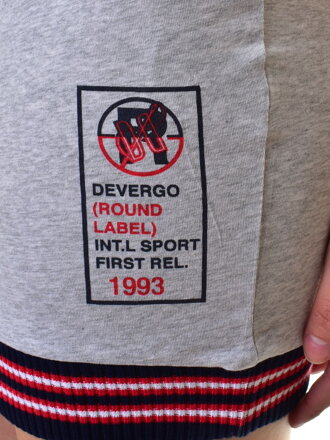 DEVERGO
(ROUND
LABEL)
INT.L SPORT
FIRST REL.
1993